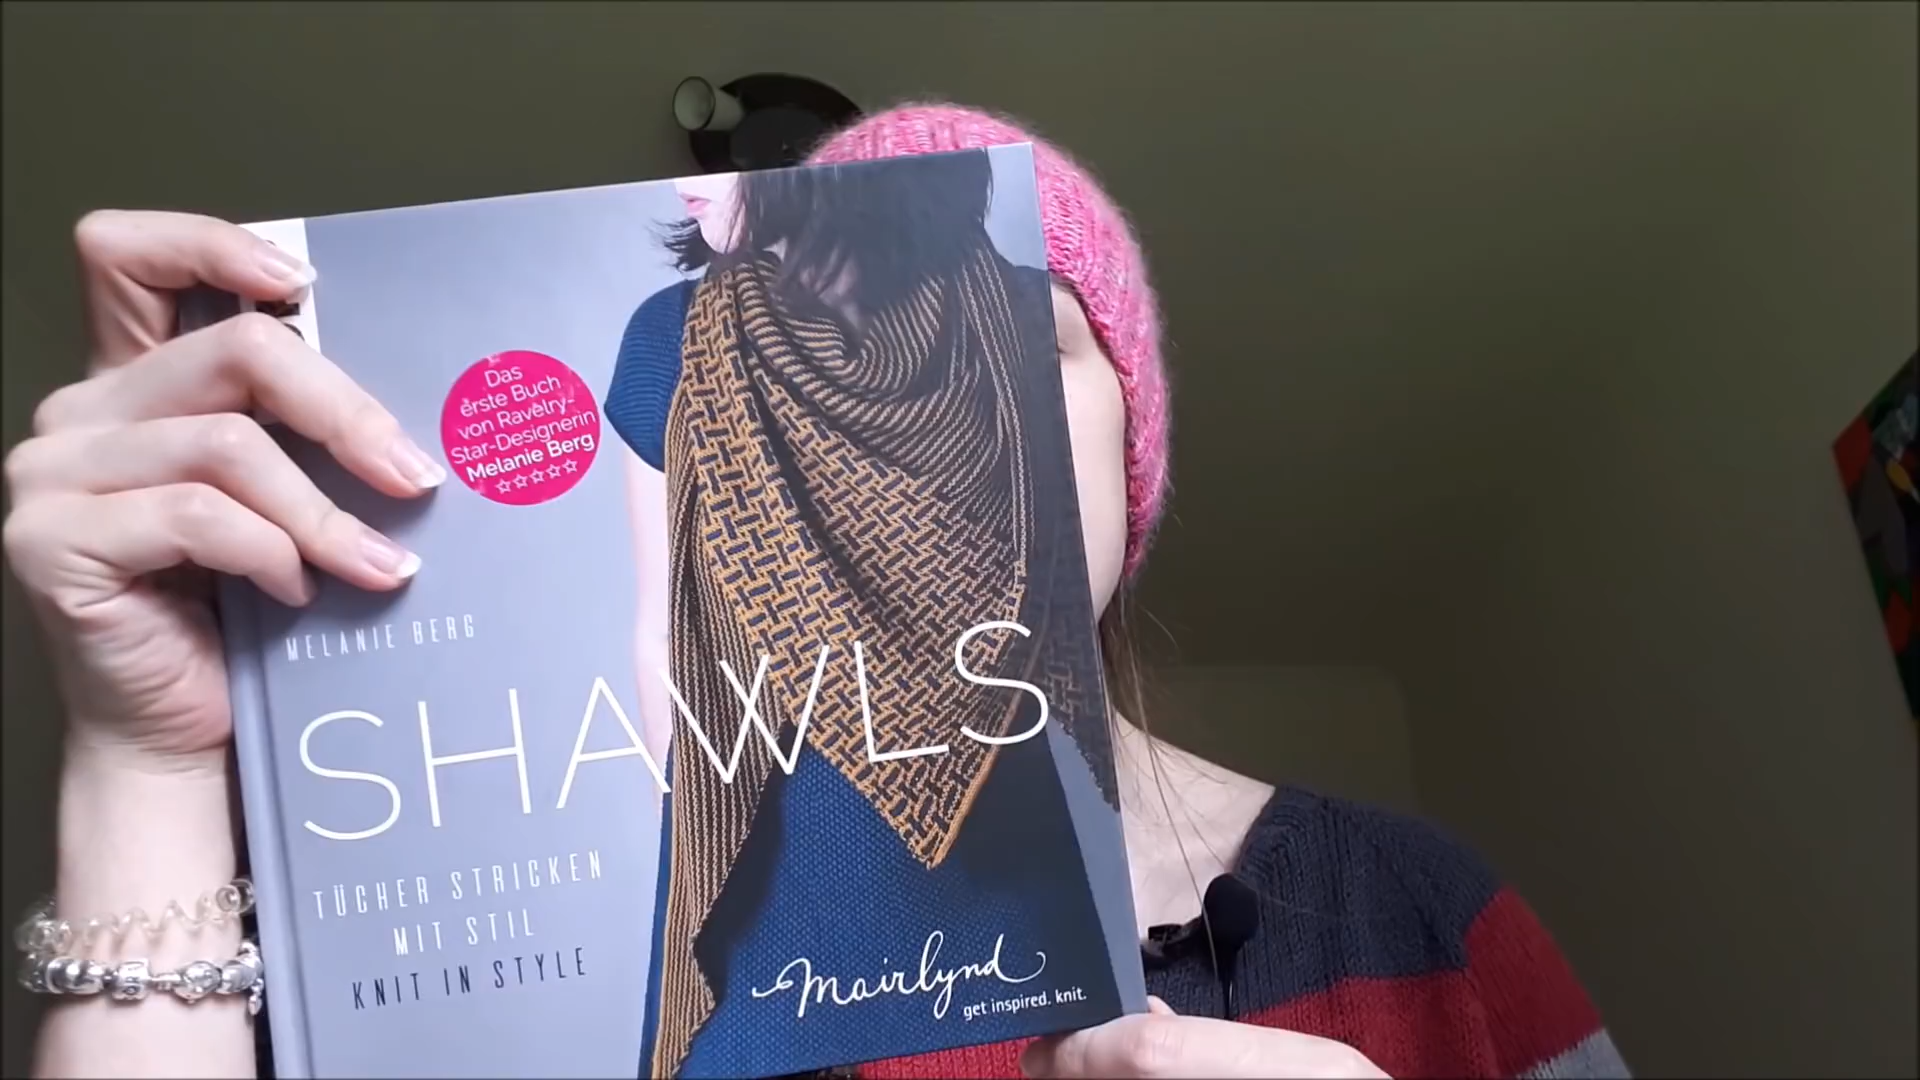 Das
erste Buch
von Ravelry-
Star-Designerin
Melanie Berg
MELANIE BERG
SHAWLS
TÜCHER STRICKEN
MIT STIL
KNIT IN STYLE
Mairlynd
get inspired. knit.